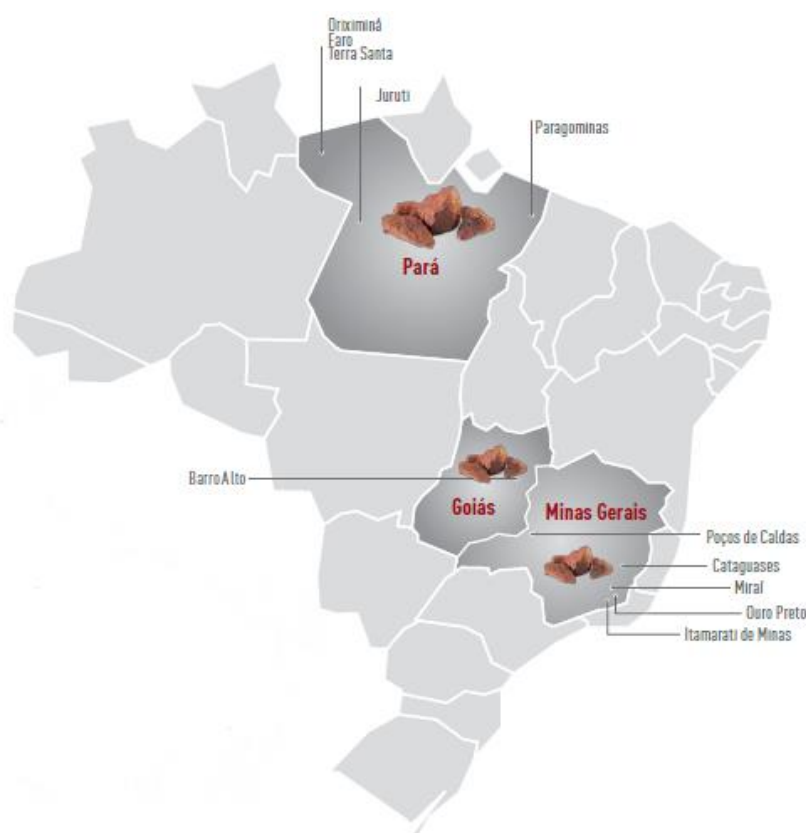 Oriximiná
Faro
Terra Santa
Juruti
Paragominas
Pará
Barro Alto
Goiás
Minas Gerais
Poços de Caldas
Cataguases
Miraí
Ouro Preto
Itamarati de Minas